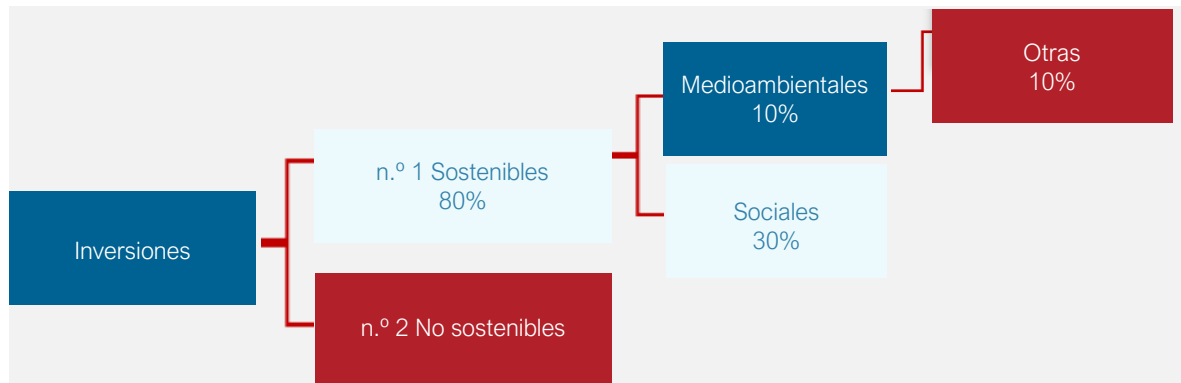 Otras
10%
Medioambientales
10%
n.º 1 Sostenibles
80%
Sociales
30%
Inversiones
n.º 2 No sostenibles